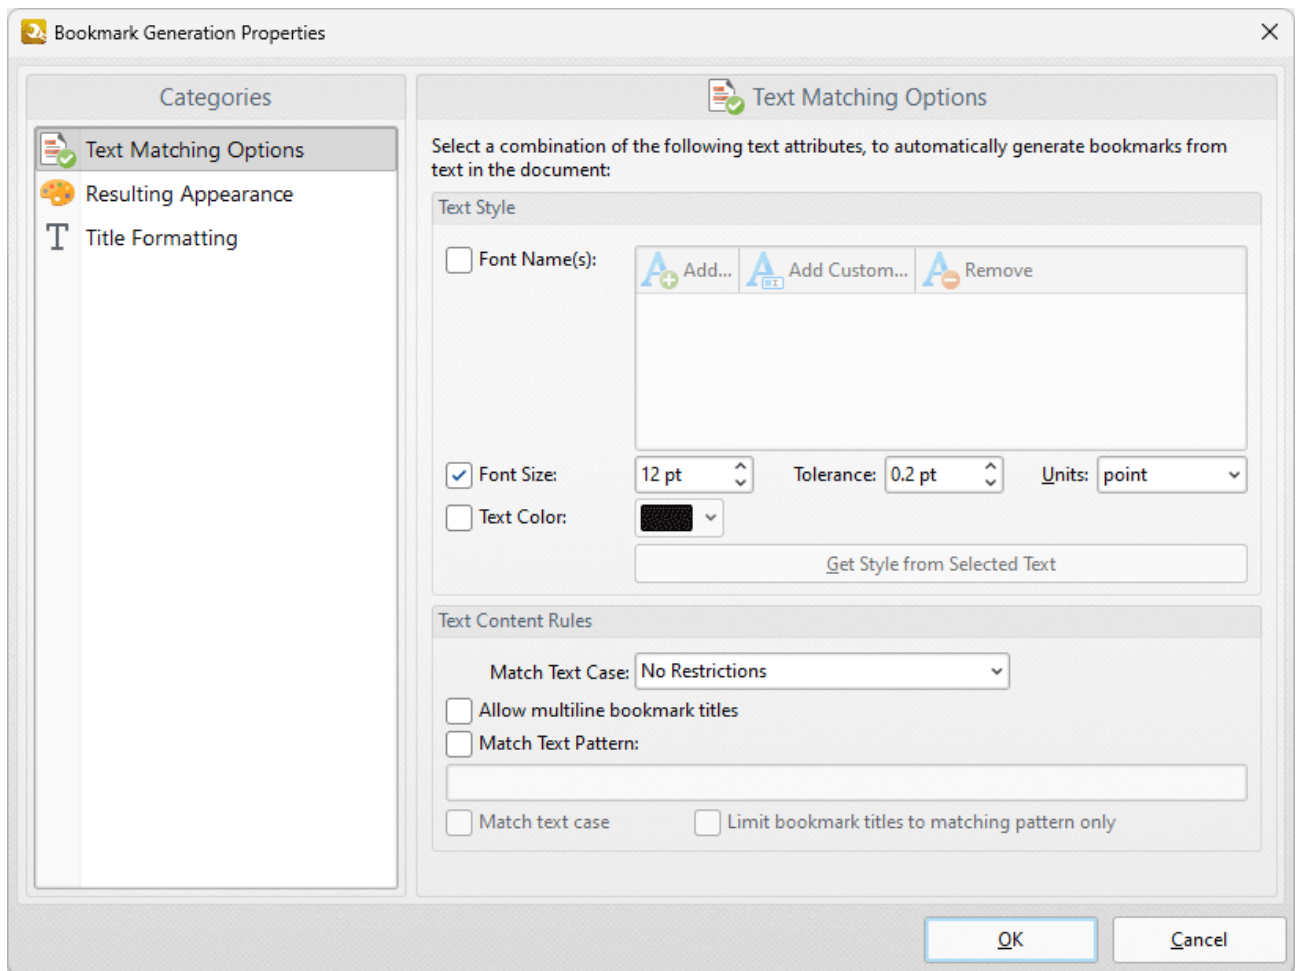 Bookmark Generation Properties
Categories
Text Matching Options
Resulting Appearance
Title Formatting
Text Matching Options
Select a combination of the following text attributes, to automatically generate bookmarks from
text in the document:
Text Style
Font Name(s):
Add... Add Custom... Remove
Font Size: 12 pt Tolerance: 0.2 pt Units: point
Text Color:
Get Style from Selected Text
Text Content Rules
Match Text Case: No Restrictions
Allow multiline bookmark titles
Match Text Pattern:
Match text case Limit bookmark titles to matching pattern only
OK Cancel